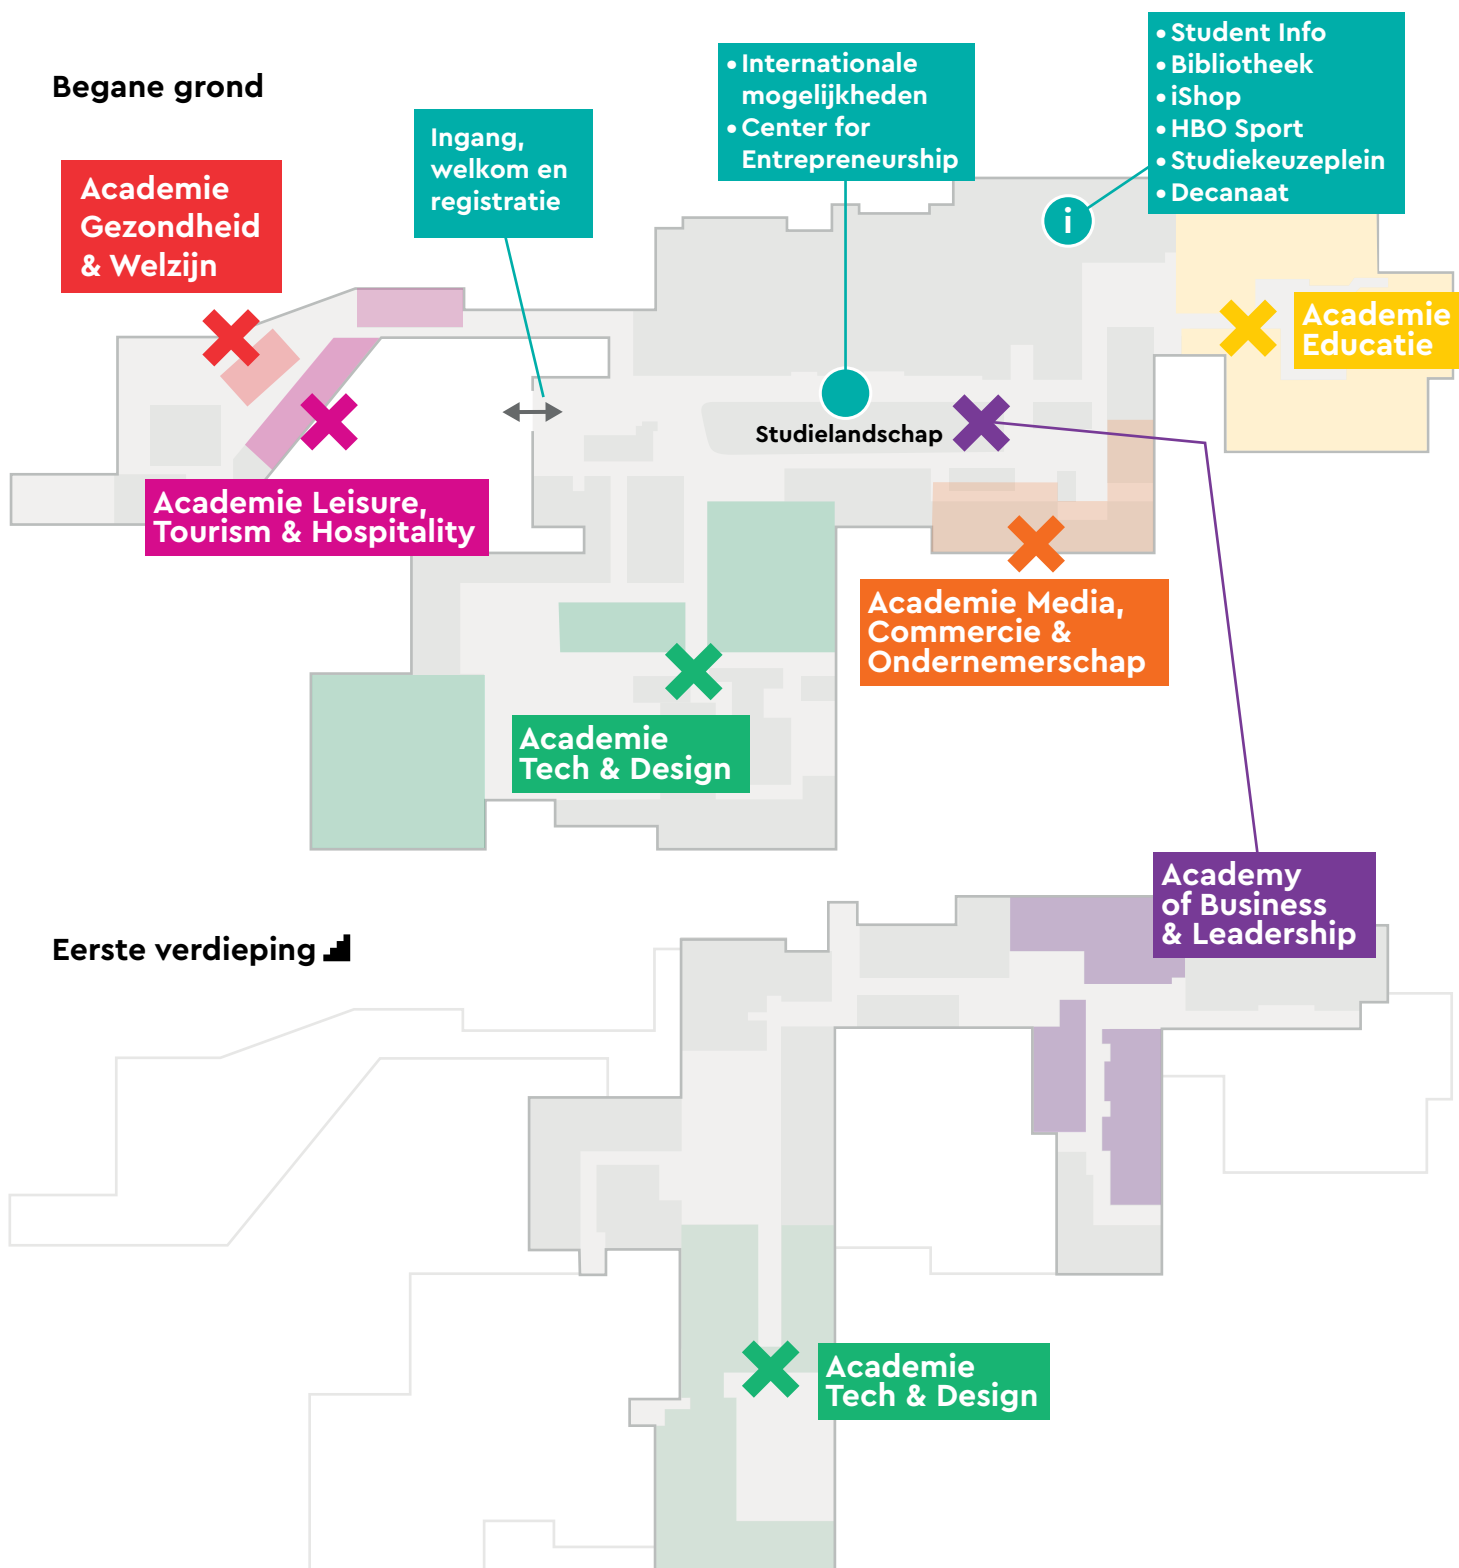 Begane grond
Academie
Gezondheid
& Welzijn
Ingang,
welkom en
registratie
• Internationale
mogelijkheden
• Center for
Entrepreneurship
• Student Info
• Bibliotheek
• iShop
• HBO Sport
• Studiekeuzeplein
• Decanaat
i
Academie
Educatie
Studielandschap
Academie Leisure,
Tourism & Hospitality
Academie Media,
Commercie &
Ondernemerschap
Academie
Tech & Design
Academy
of Business
& Leadership
Eerste verdieping
Academie
Tech & Design